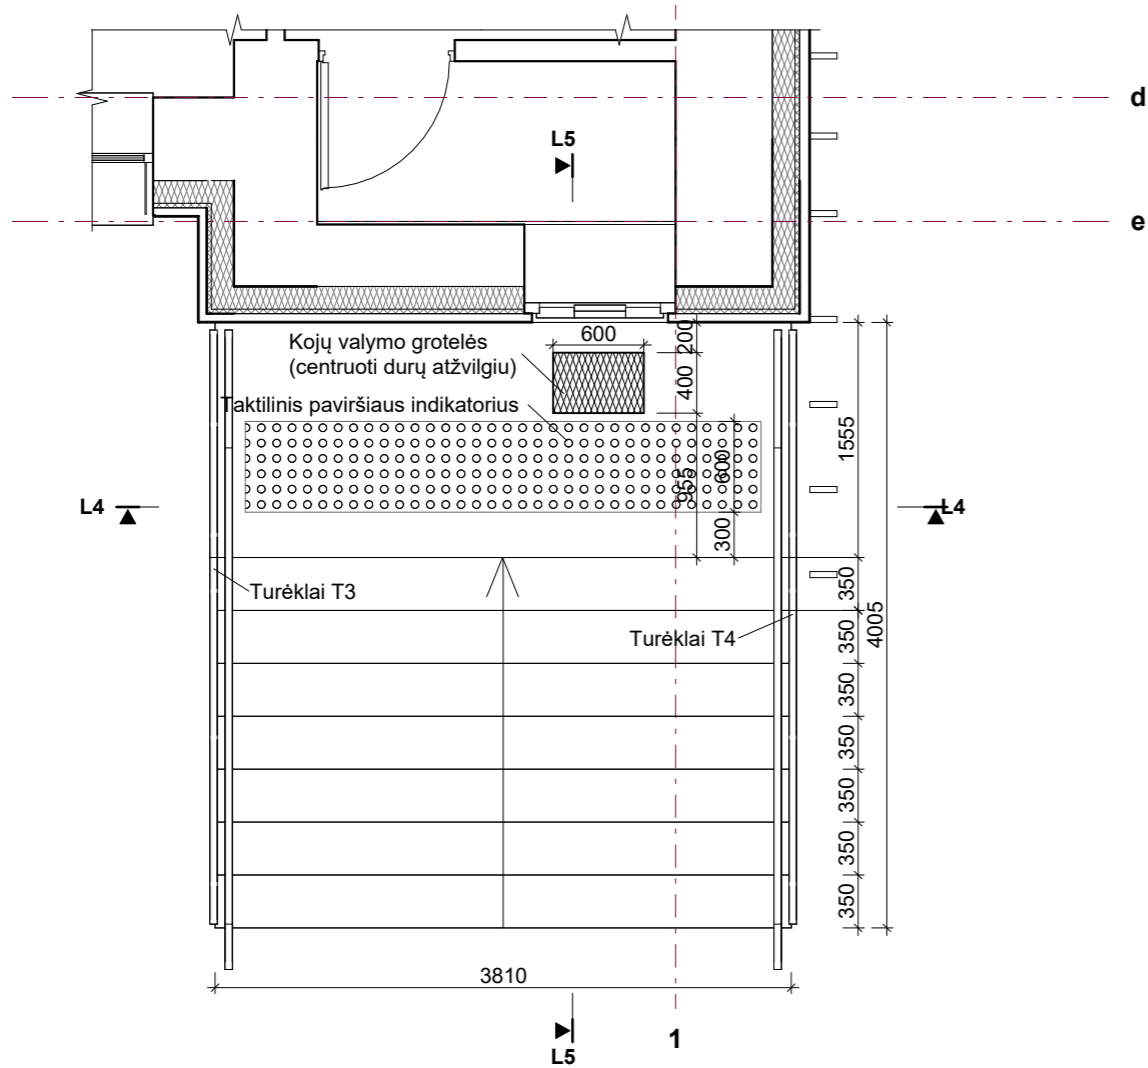 d
L5
e
600
200
Kojų valymo grotelės
(centruoti durų atžvilgiu)
400
Taktilinis paviršiaus indikatorius
1555
955
600
L4
L4
300
Turėklai T3
350
Turėklai T4
350
4005
350
350
350
350
350
3810
1
L5